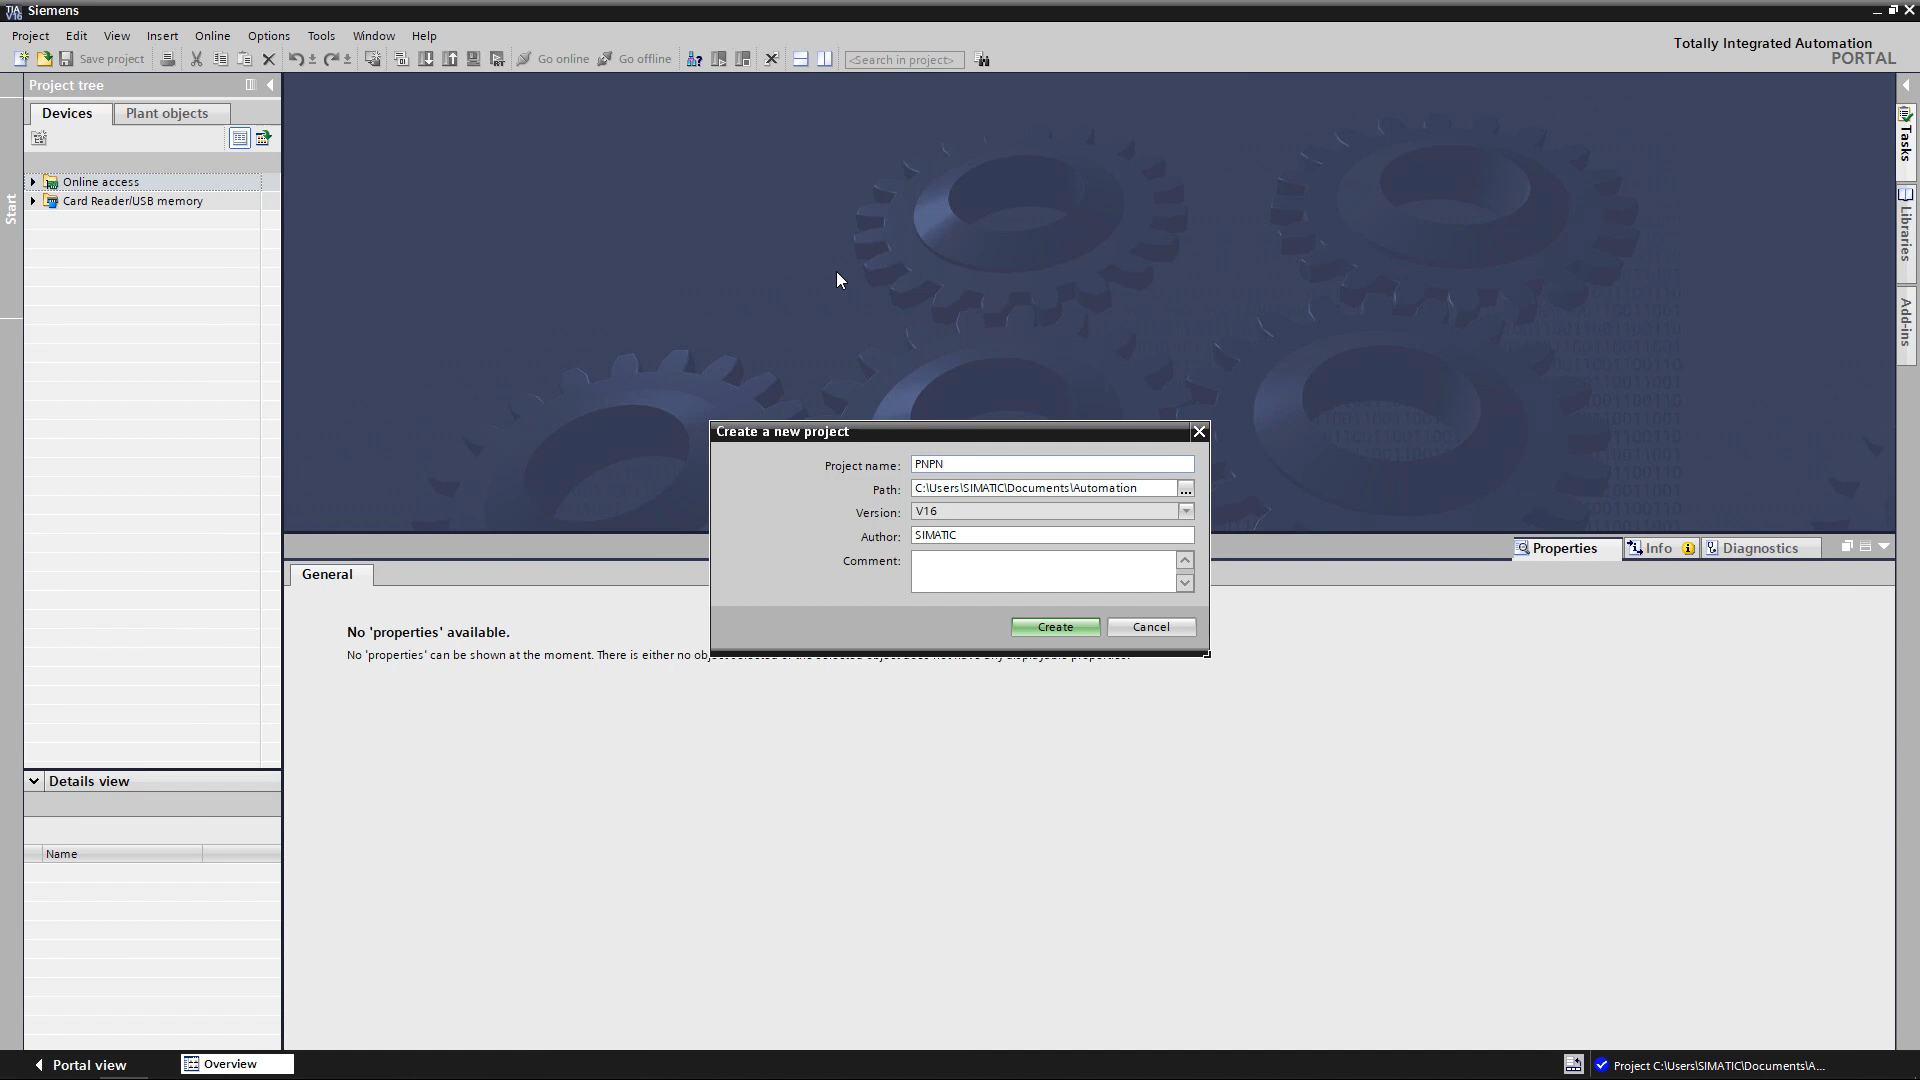 TIA V16 Siemens
Project Edit View Insert Online Options Tools Window Help
Totally Integrated Automation
PORTAL
Save project Go online Go offline <Search in project>
Project tree
Devices Plant objects
Online access
Card Reader/USB memory
Start
Tasks
Libraries
Add-ins
Create a new project
Project name: PNPN
Path: C:\Users\SIMATIC\Documents\Automation ...
Version: V16
Author: SIMATIC
Comment:
Create Cancel
Properties Info Diagnostics
General
No 'properties' available.
No 'properties' can be shown at the moment. There is either no
Details view
Name
Portal view Overview
Project C:\Users\SIMATIC\Documents\A...